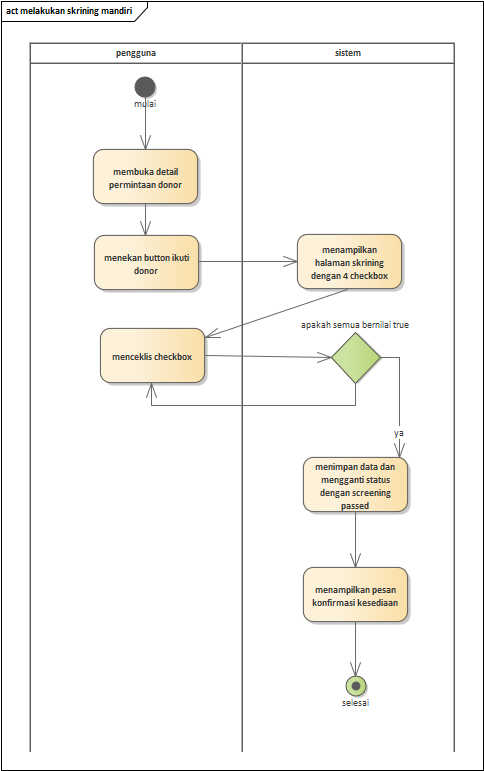 act melakukan skrining mandiri
pengguna
sistem
mulai
membuka detail
permintaan donor
menekan button ikuti
donor
menampilkan
halaman skrining
dengan 4 checkbox
apakah semua bernilai true
menceklis checkbox
ya
menimpan data dan
mengganti status
dengan screening
passed
menampilkan pesan
konfirmasi kesediaan
selesai